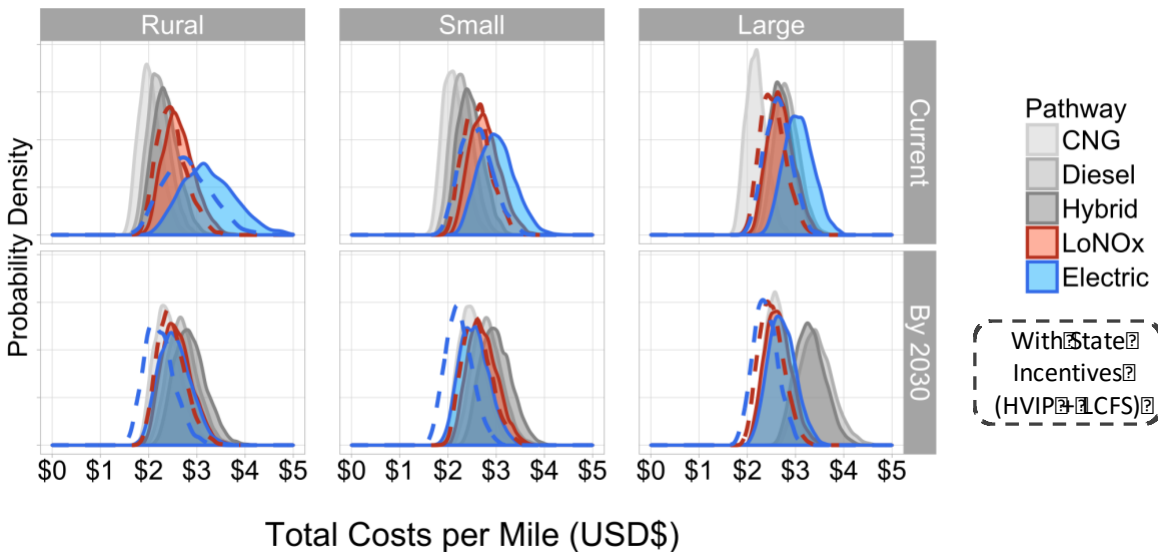 Rural Small Large
Current
By 2030
Probability Density
$0 $1 $2 $3 $4 $5 $0 $1 $2 $3 $4 $5 $0 $1 $2 $3 $4 $5
Total Costs per Mile (USD$)
Pathway
CNG
Diesel
Hybrid
LoNOx
Electric
With⍰State⍰
Incentives⍰
(HVIP⍰+⍰LCFS)⍰